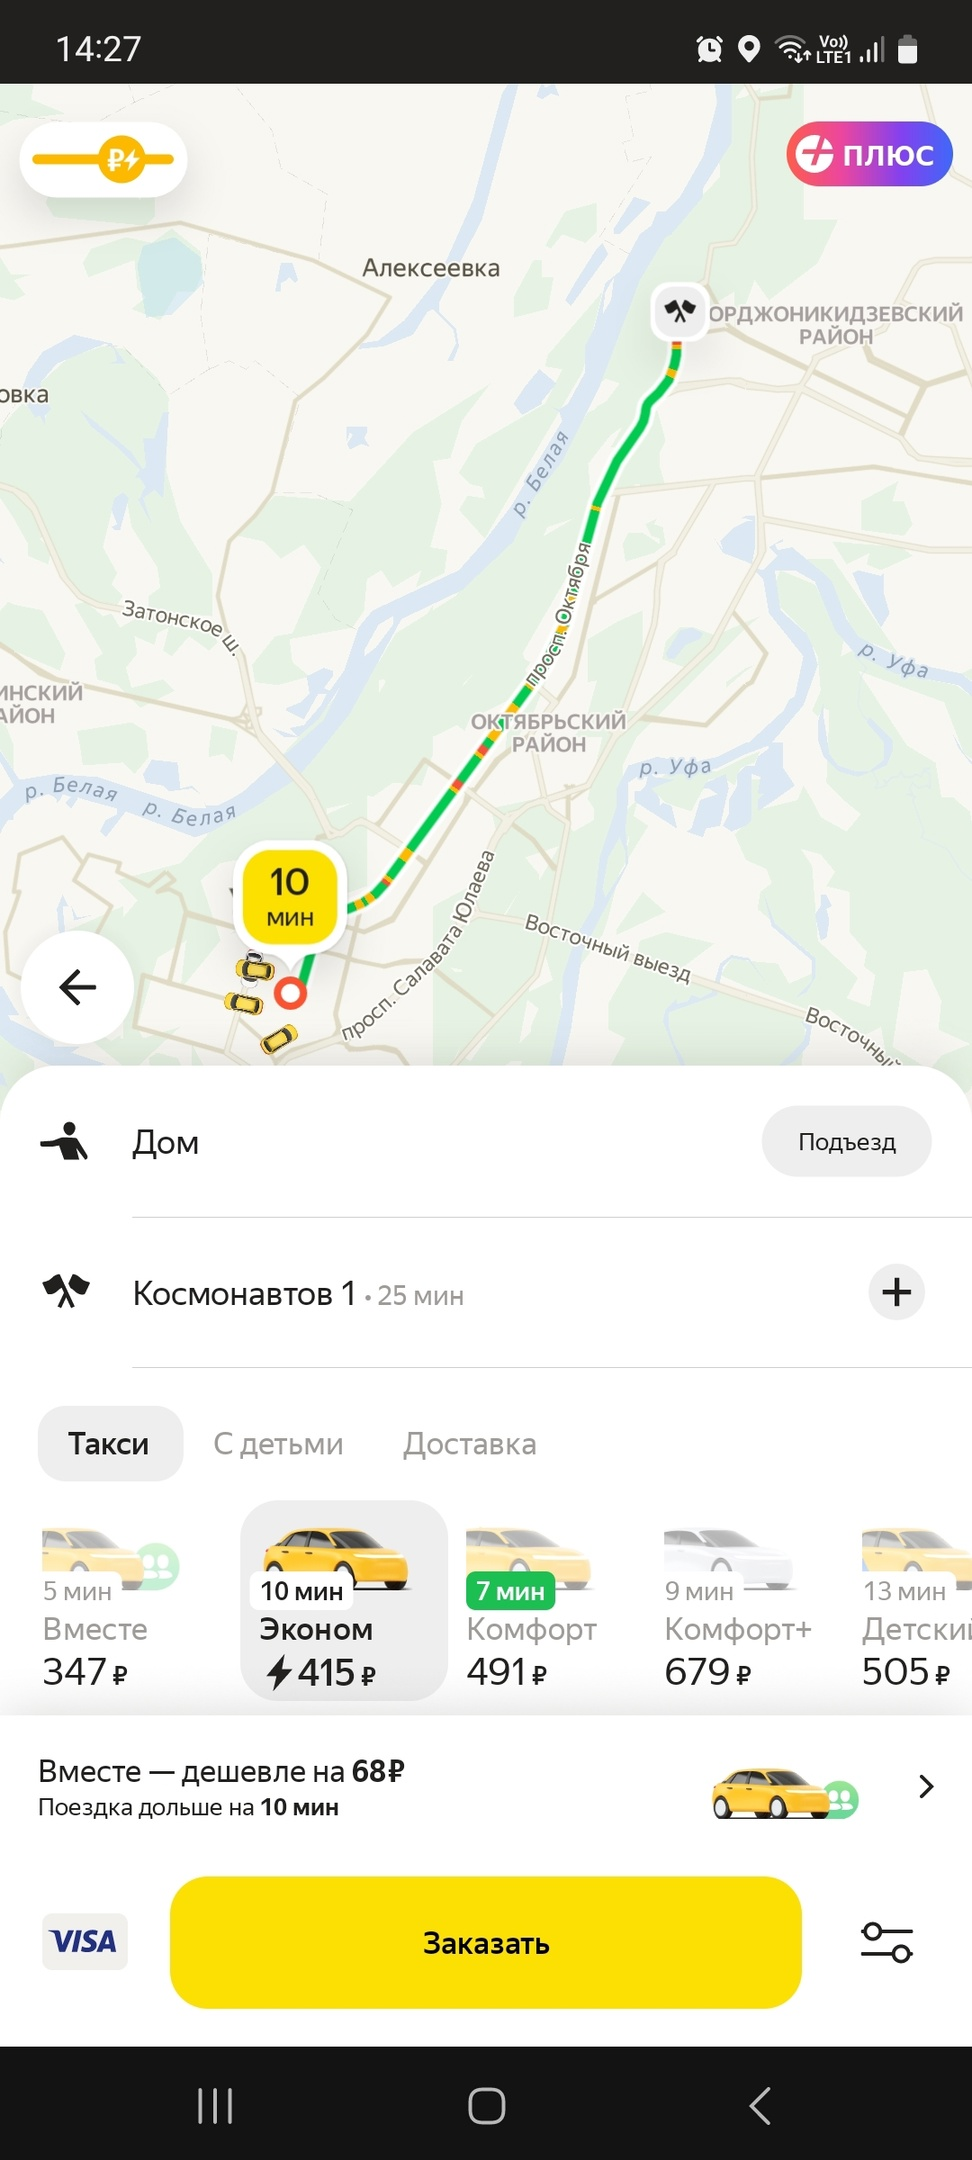 14:27
Vo))
LTE1
₽
ПЛЮС
Алексеевка
ОРДЖОНИКИДЗЕВСКИЙ
РАЙОН
овка
р. Белая
просп. Октября
Затонское ш.
р. Уфа
ИНСКИЙ
АЙОН
ОКТЯБРЬСКИЙ
РАЙОН
р. Уфа
р. Белая
р. Белая
10
мин
просп. Салавата Юлаева
Восточный выезд
Восточный
Дом
Подъезд
Космонавтов 1 • 25 мин
Такси
С детьми
Доставка
5 мин
Вместе
347 ₽
10 мин
Эконом
415 ₽
7 мин
Комфорт
491 ₽
9 мин
Комфорт+
679 ₽
13 мин
Детский
505 ₽
Вместе — дешевле на 68₽
Поездка дольше на 10 мин
VISA
Заказать